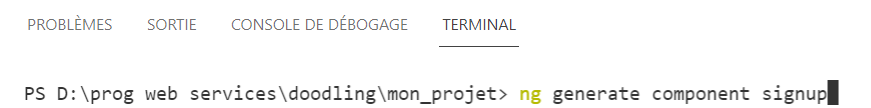 PROBLÈMES SORTIE CONSOLE DE DÉBOGAGE TERMINAL
PS D:\prog web services\doodling\mon_projet> ng generate component signup